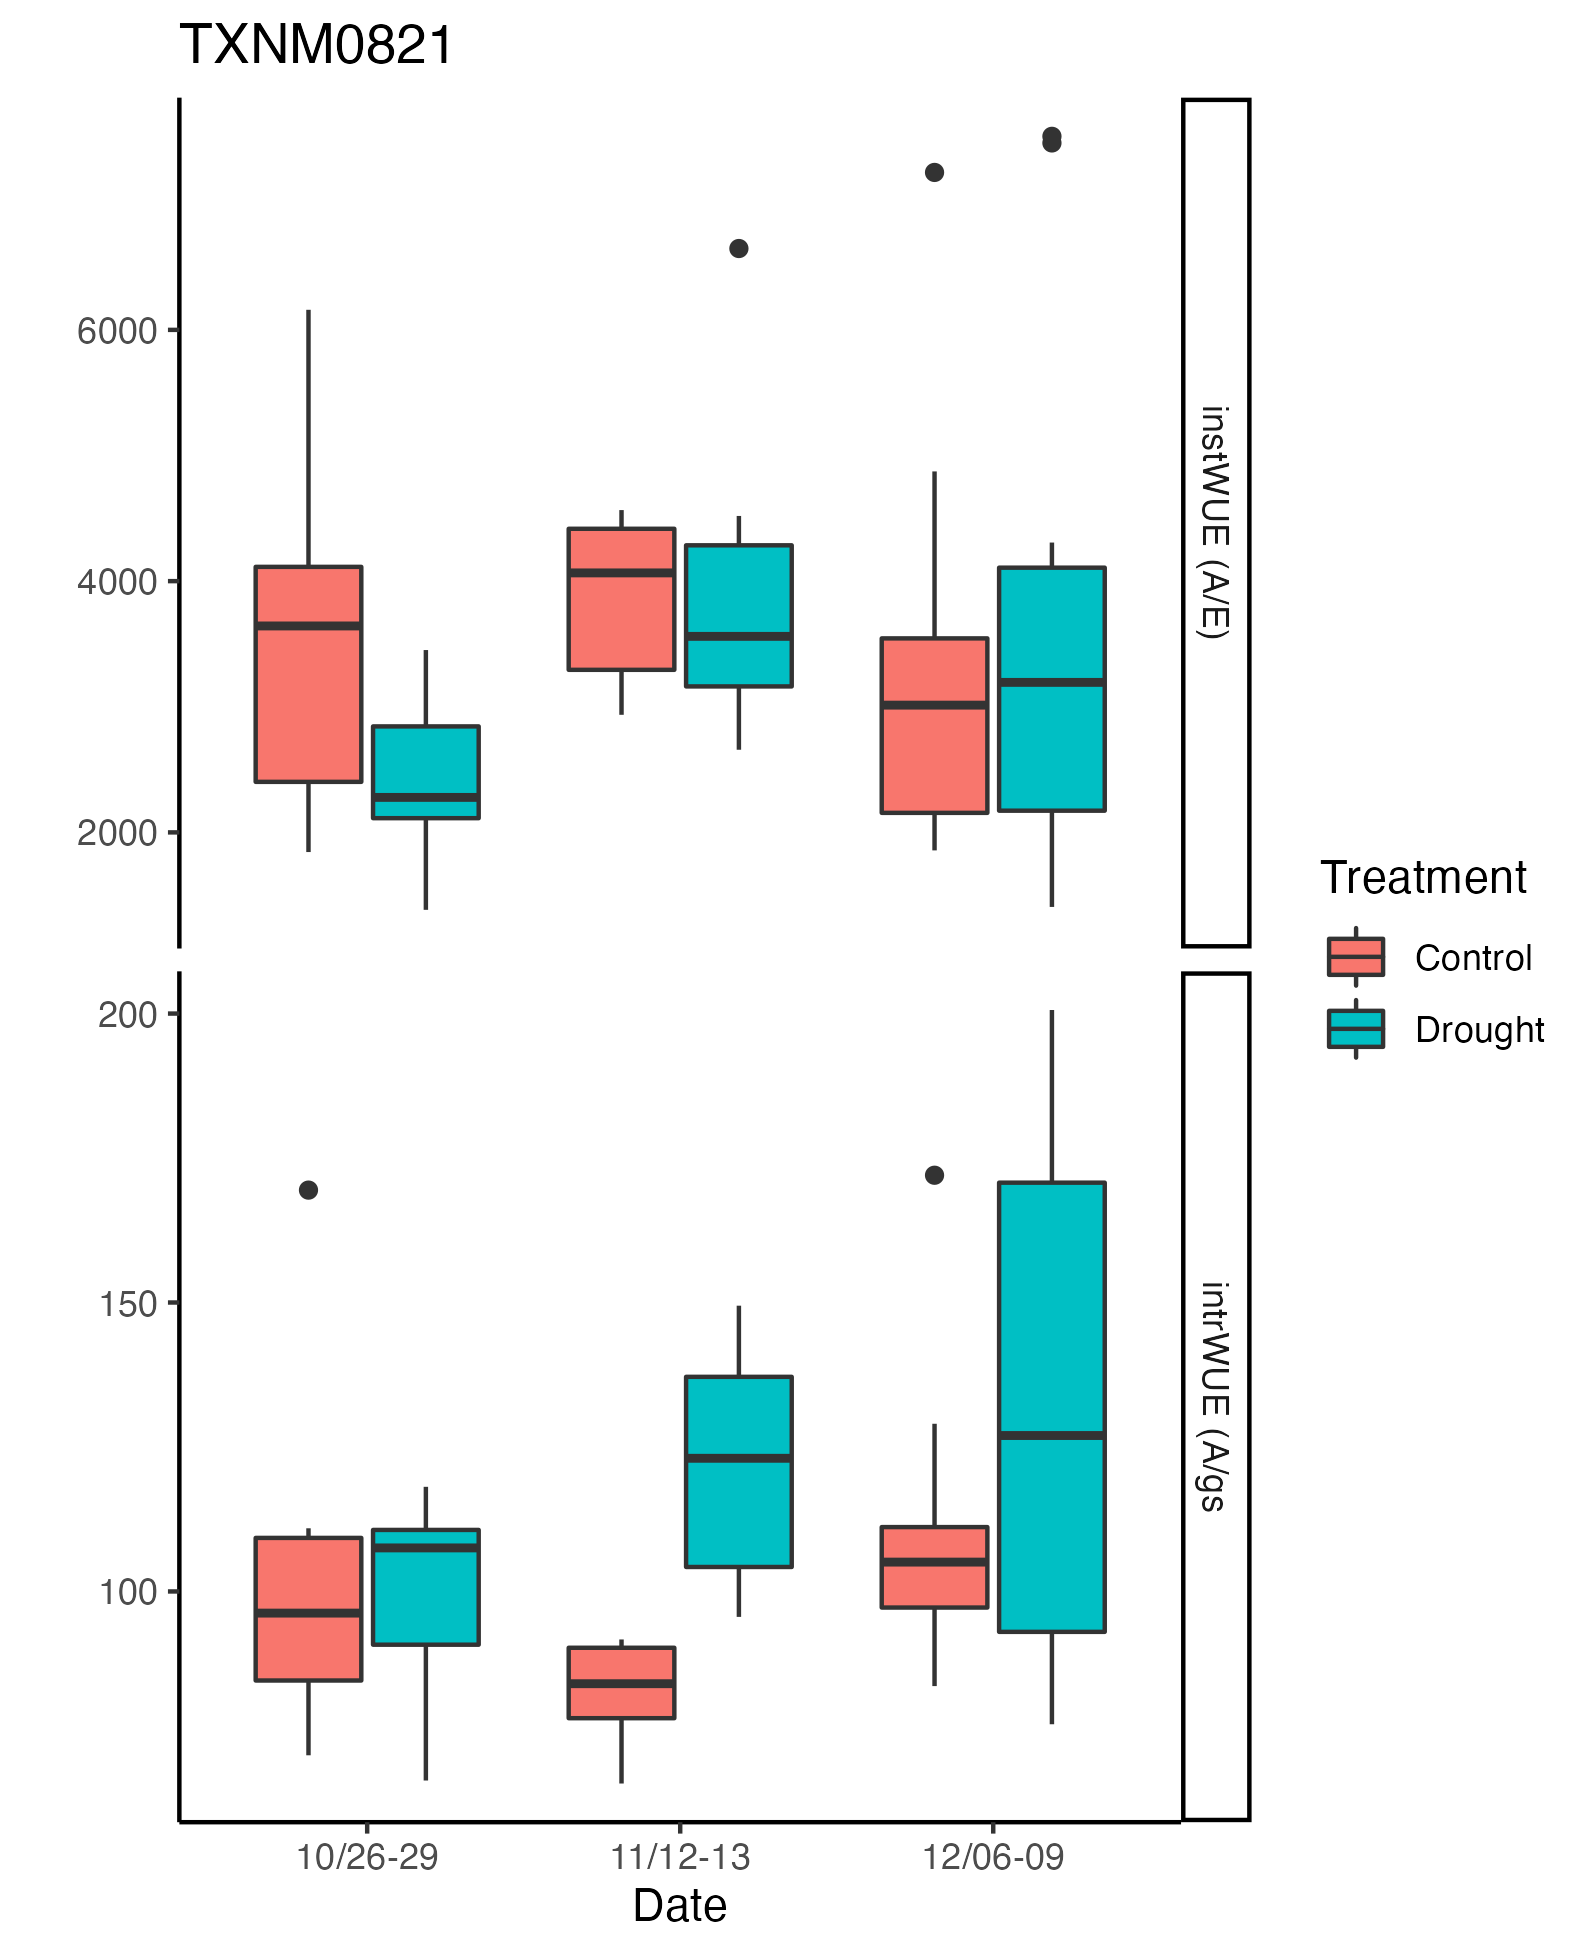 TXNM0821
6000
4000
2000
instWUE (A/E)
200
150
100
intrWUE (A/gs
10/26-29
11/12-13
12/06-09
Date
Treatment
Control
Drought